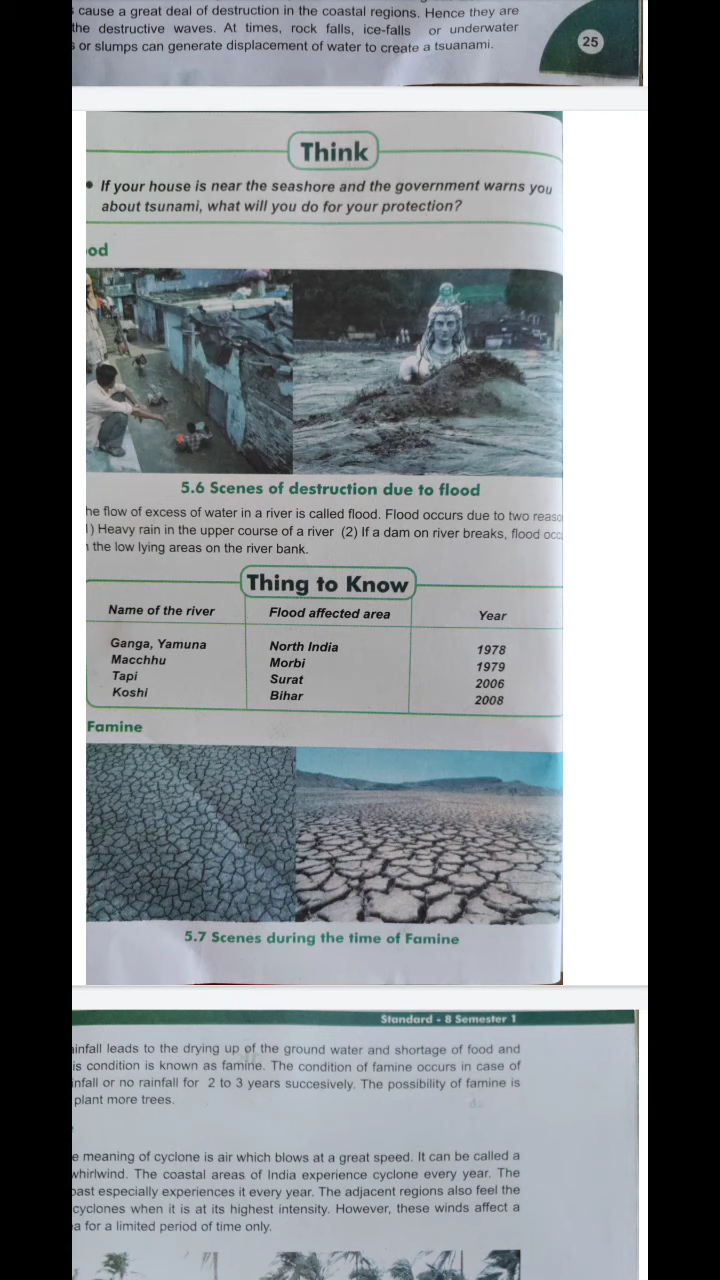 cause a great deal of destruction in the coastal regions. Hence they are
the destructive waves. At times, rock falls, ice-falls or underwater
or slumps can generate displacement of water to create a tsuanami.
25
Think
• If your house is near the seashore and the government warns you
about tsunami, what will you do for your protection?
od
5.6 Scenes of destruction due to flood
he flow of excess of water in a river is called flood. Flood occurs due to two reaso
) Heavy rain in the upper course of a river (2) If a dam on river breaks, flood occ
the low lying areas on the river bank.
Thing to Know
Name of the river Flood affected area Year
Ganga, Yamuna North India 1978
Macchhu Morbi 1979
Tapi Surat 2006
Koshi Bihar 2008
Famine
5.7 Scenes during the time of Famine
Standard - 8 Semester 1
ainfall leads to the drying up of the ground water and shortage of food and
is condition is known as famine. The condition of famine occurs in case of
infall or no rainfall for 2 to 3 years succesively. The possibility of famine is
plant more trees.
e meaning of cyclone is air which blows at a great speed. It can be called a
whirlwind. The coastal areas of India experience cyclone every year. The
oast especially experiences it every year. The adjacent regions also feel the
cyclones when it is at its highest intensity. However, these winds affect a
a for a limited period of time only.